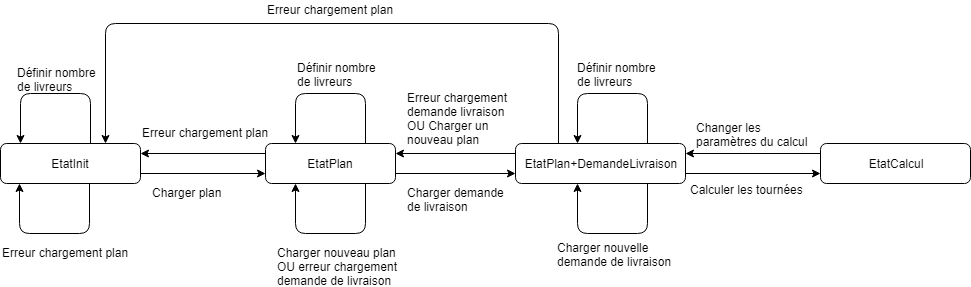 Erreur chargement plan
Définir nombre
de livreurs
Définir nombre
de livreurs
Définir nombre
de livreurs
Erreur chargement
demande livraison
OU Charger un
nouveau plan
Erreur chargement plan
Changer les
paramètres du calcul
EtatInit
EtatPlan
EtatPlan+DemandeLivraison
EtatCalcul
Charger plan
Charger demande
de livraison
Calculer les tournées
Erreur chargement plan
Charger nouveau plan
OU erreur chargement
demande de livraison
Charger nouvelle
demande de livraison